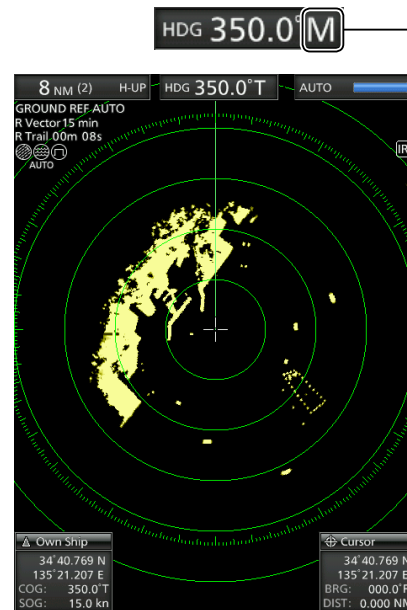 HDG 350.0°M
8 NM (2) H-UP HDG 350.0°T AUTO
GROUND REF AUTO
R Vector 15 min
R Trail 00m 08s
IR
AUTO
Own Ship Cursor
34°40.769 N 34°40.769 N
135°21.207 E 135°21.207 E
COG: 350.0°T BRG: 000.0°R
SOG: 15.0 kn DIST: 0.000 NM